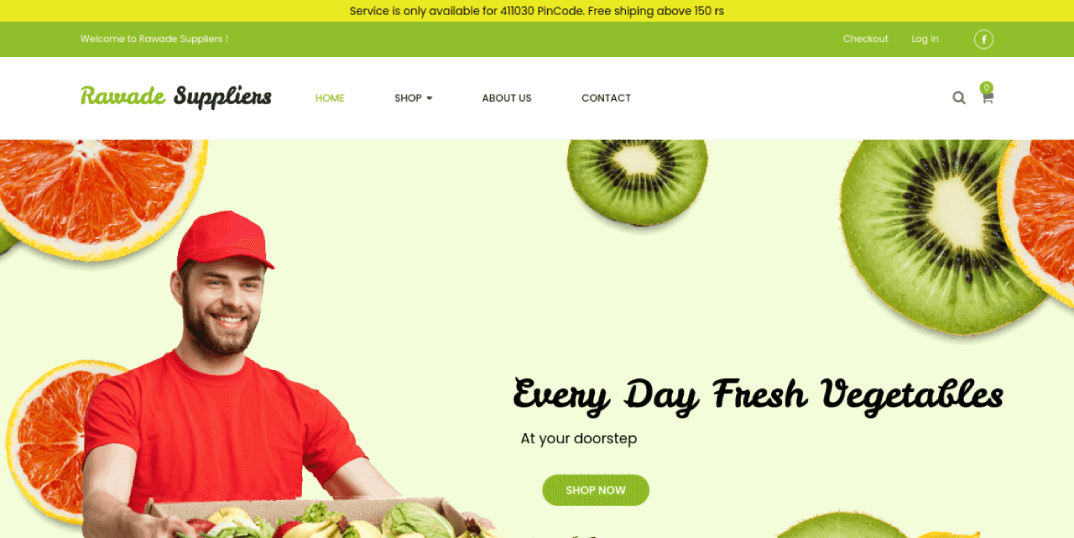 Service is only available for 411030 PinCode. Free shiping above 150 rs
Welcome to Rawade Suppliers !
Checkout
Log In
Rawade Suppliers
HOME
SHOP
ABOUT US
CONTACT
0
Every Day Fresh Vegetables
At your doorstep
SHOP NOW